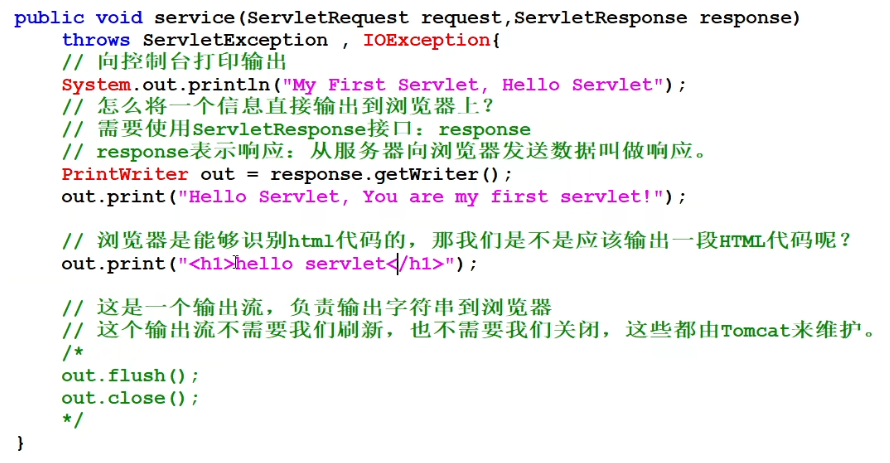 public void service(ServletRequest request,ServletResponse response)
throws ServletException , IOException{
// 向控制台打印输出
System.out.println("My First Servlet, Hello Servlet");
// 怎么将一个信息直接输出到浏览器上？
// 需要使用ServletResponse接口：response
// response表示响应：从服务器向浏览器发送数据叫做响应。
PrintWriter out = response.getWriter();
out.print("Hello Servlet, You are my first servlet!");
// 浏览器是能够识别html代码的，那我们是不是应该输出一段HTML代码呢？
out.print("<h1>hello servlet</h1>");
// 这是一个输出流，负责输出字符串到浏览器
// 这个输出流不需要我们刷新，也不需要我们关闭，这些都由Tomcat来维护。
/*
out.flush();
out.close();
*/
}